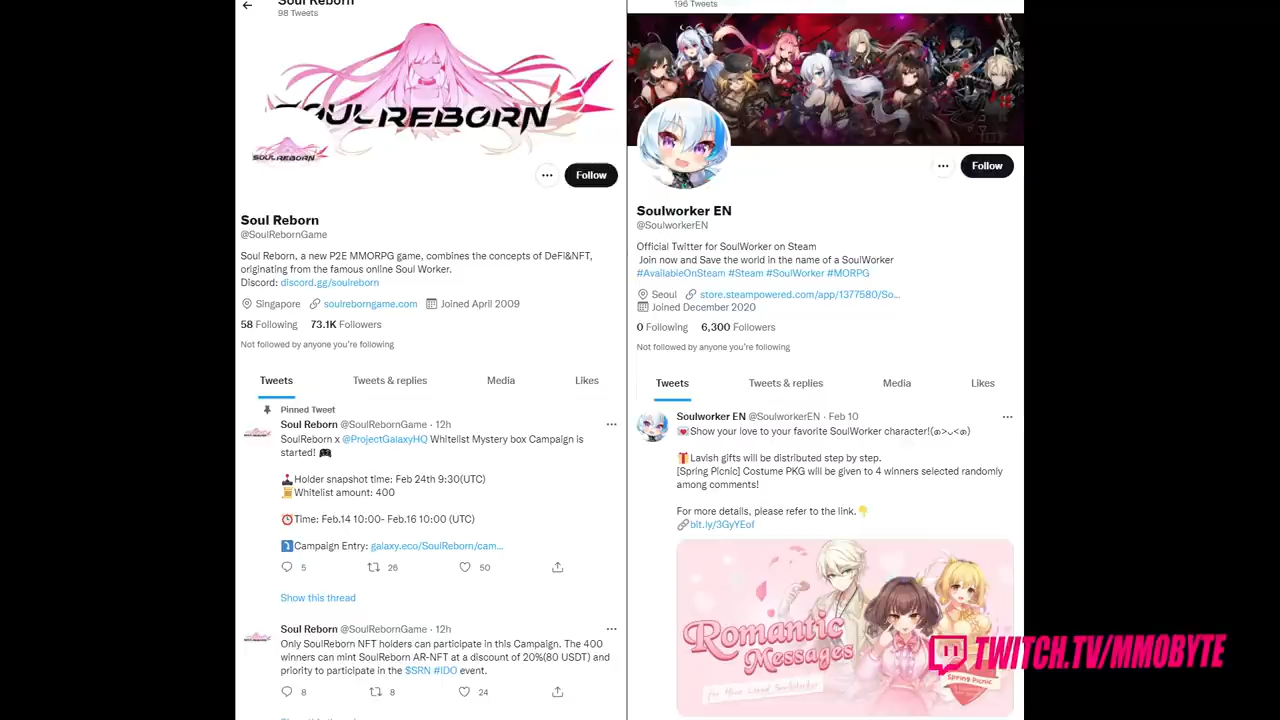 Soul Reborn
98 Tweets
SOUL REBORN
SOUL REBORN
Follow
Soul Reborn
@SoulRebornGame
Soul Reborn, a new P2E MMORPG game, combines the concepts of DeFi&NFT,
originating from the famous online Soul Worker.
Discord: discord.gg/soulreborn
Singapore soulreborngame.com Joined April 2009
58 Following 73.1K Followers
Not followed by anyone you're following
Tweets Tweets & replies Media Likes
Pinned Tweet
Soul Reborn @SoulRebornGame · 12h
SoulReborn x @ProjectGalaxyHQ Whitelist Mystery box Campaign is
started! 🎮
🕹️Holder snapshot time: Feb 24th 9:30(UTC)
📜Whitelist amount: 400
⏰Time: Feb.14 10:00- Feb.16 10:00 (UTC)
⤵️Campaign Entry: galaxy.eco/SoulReborn/cam...
5 26 50
Show this thread
Soul Reborn @SoulRebornGame · 12h
Only SoulReborn NFT holders can participate in this Campaign. The 400
winners can mint SoulReborn AR-NFT at a discount of 20%(80 USDT) and
priority to participate in the $SRN #IDO event.
8 8 24
196 Tweets
Follow
Soulworker EN
@SoulworkerEN
Official Twitter for SoulWorker on Steam
Join now and Save the world in the name of a SoulWorker
#AvailableOnSteam #Steam #SoulWorker #MORPG
Seoul store.steampowered.com/app/1377580/So...
Joined December 2020
0 Following 6,300 Followers
Not followed by anyone you're following
Tweets Tweets & replies Media Likes
Soulworker EN @SoulworkerEN · Feb 10
💌Show your love to your favorite SoulWorker character!(ტ>ᴗ<ტ)
🎁Lavish gifts will be distributed step by step.
[Spring Picnic] Costume PKG will be given to 4 winners selected randomly
among comments!
For more details, please refer to the link.👇
🔗bit.ly/3GyYEof
Romantic
Messages
Spring Picnic
TWITCH.TV/MMOBYTE